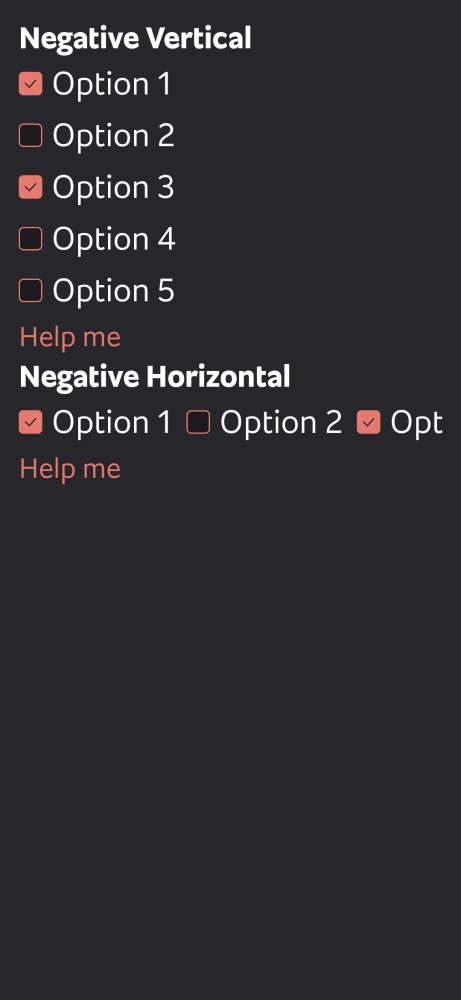 Negative Vertical
Option 1
Option 2
Option 3
Option 4
Option 5
Help me
Negative Horizontal
Option 1 Option 2 Opt
Help me